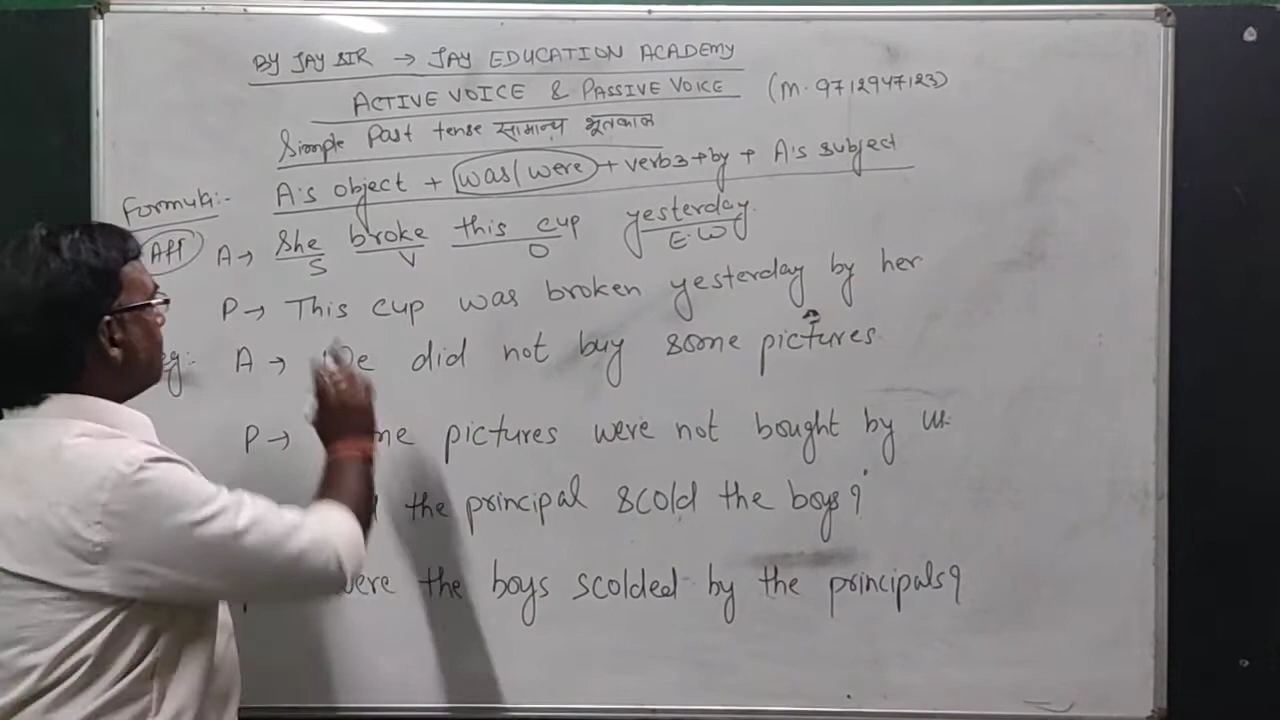 BY JAY SIR → JAY EDUCATION ACADEMY
ACTIVE VOICE & PASSIVE VOICE (M. 9712947123)
Simple Past tense सामान्य भूतकाल
Formula:- A's object + was/were + verb3 + by + A's subject
Aff A → She broke this cup yesterday.
S V O E.W
P → This cup was broken yesterday by her.
eg:- A → We did not buy some pictures.
P → pictures were not bought by us.
the principal scold the boys?
were the boys scolded by the principals?